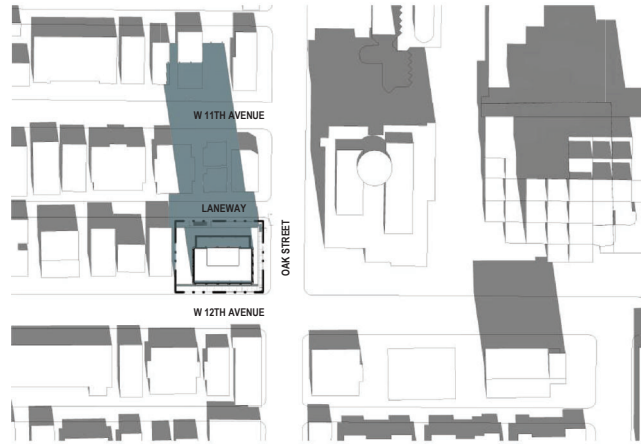 W 11TH AVENUE
LANEWAY
OAK STREET
W 12TH AVENUE